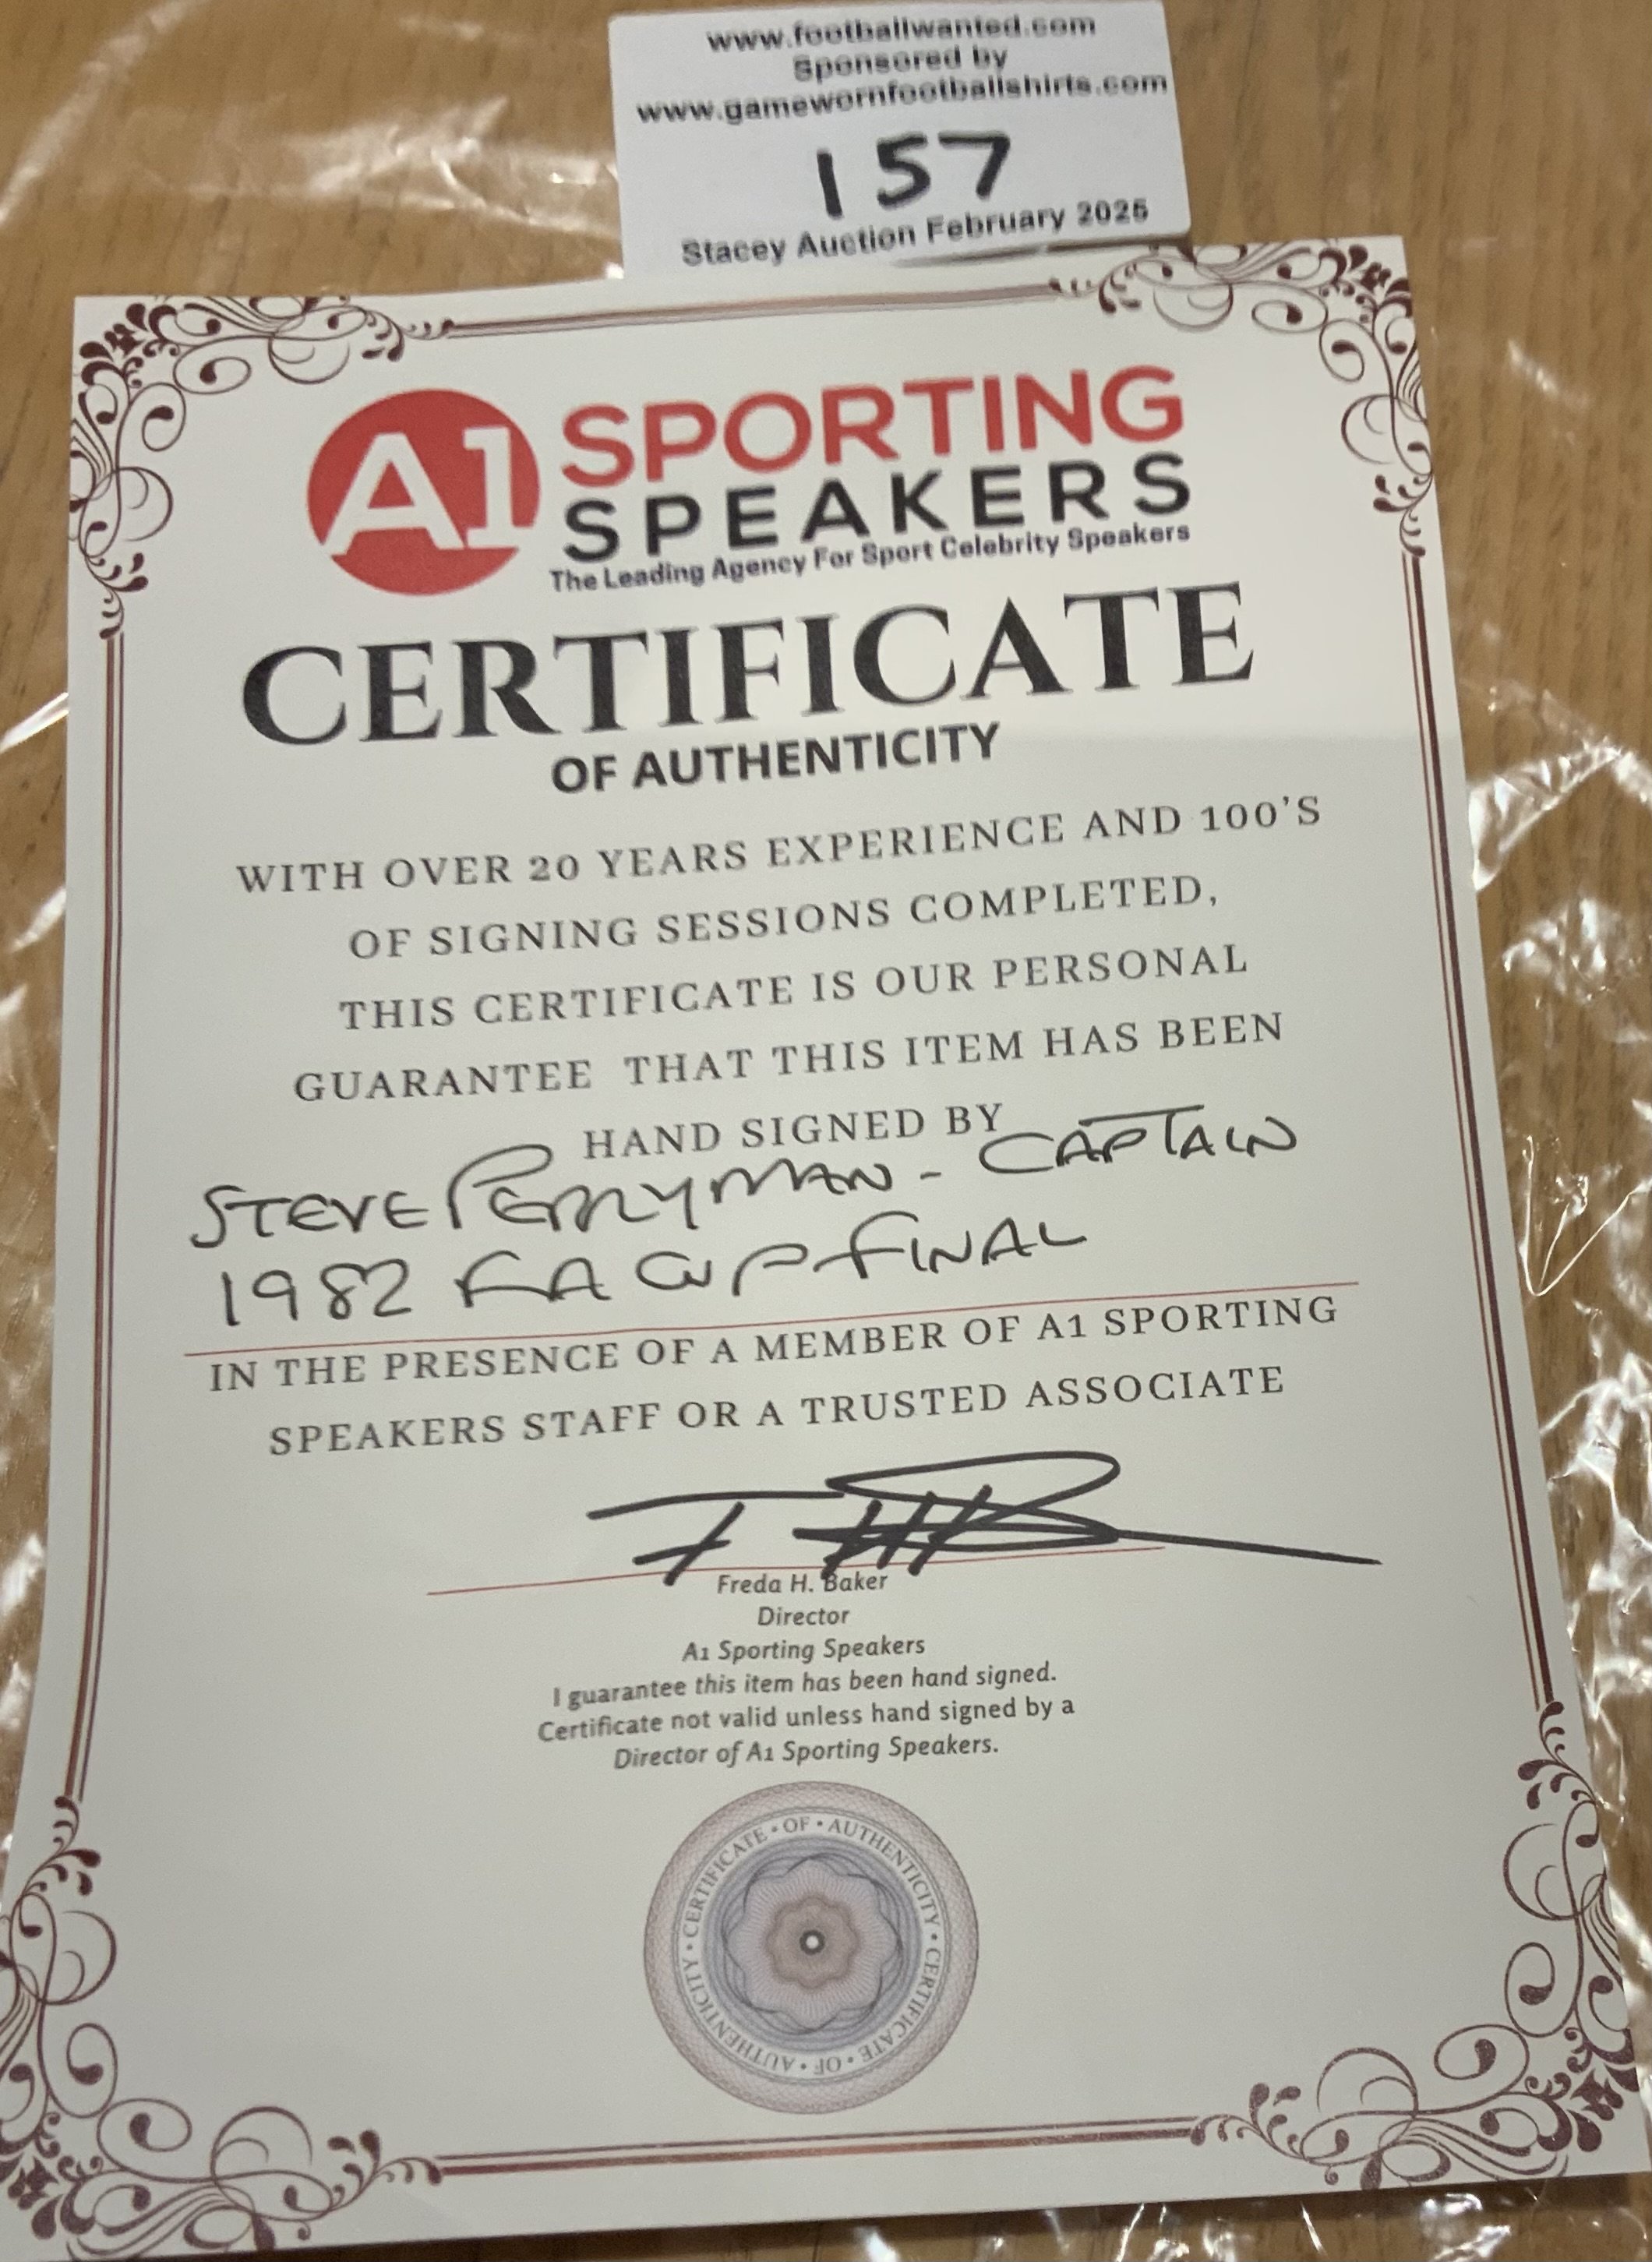 www.footballwanted.com
Sponsored by
www.gamewornfootballshirts.com
157
Stacey Auction February 2025
A1 SPORTING
SPEAKERS
The Leading Agency For Sport Celebrity Speakers
CERTIFICATE
OF AUTHENTICITY
WITH OVER 20 YEARS EXPERIENCE AND 100'S
OF SIGNING SESSIONS COMPLETED,
THIS CERTIFICATE IS OUR PERSONAL
GUARANTEE THAT THIS ITEM HAS BEEN
HAND SIGNED BY
STEVE PERRYMAN - CAPTAIN
1982 FA CUP FINAL
IN THE PRESENCE OF A MEMBER OF A1 SPORTING
SPEAKERS STAFF OR A TRUSTED ASSOCIATE
Freda H. Baker
Director
A1 Sporting Speakers
I guarantee this item has been hand signed.
Certificate not valid unless hand signed by a
Director of A1 Sporting Speakers.
CERTIFICATE • OF • AUTHENTICITY • CERTIFICATE • OF • AUTHENTICITY •